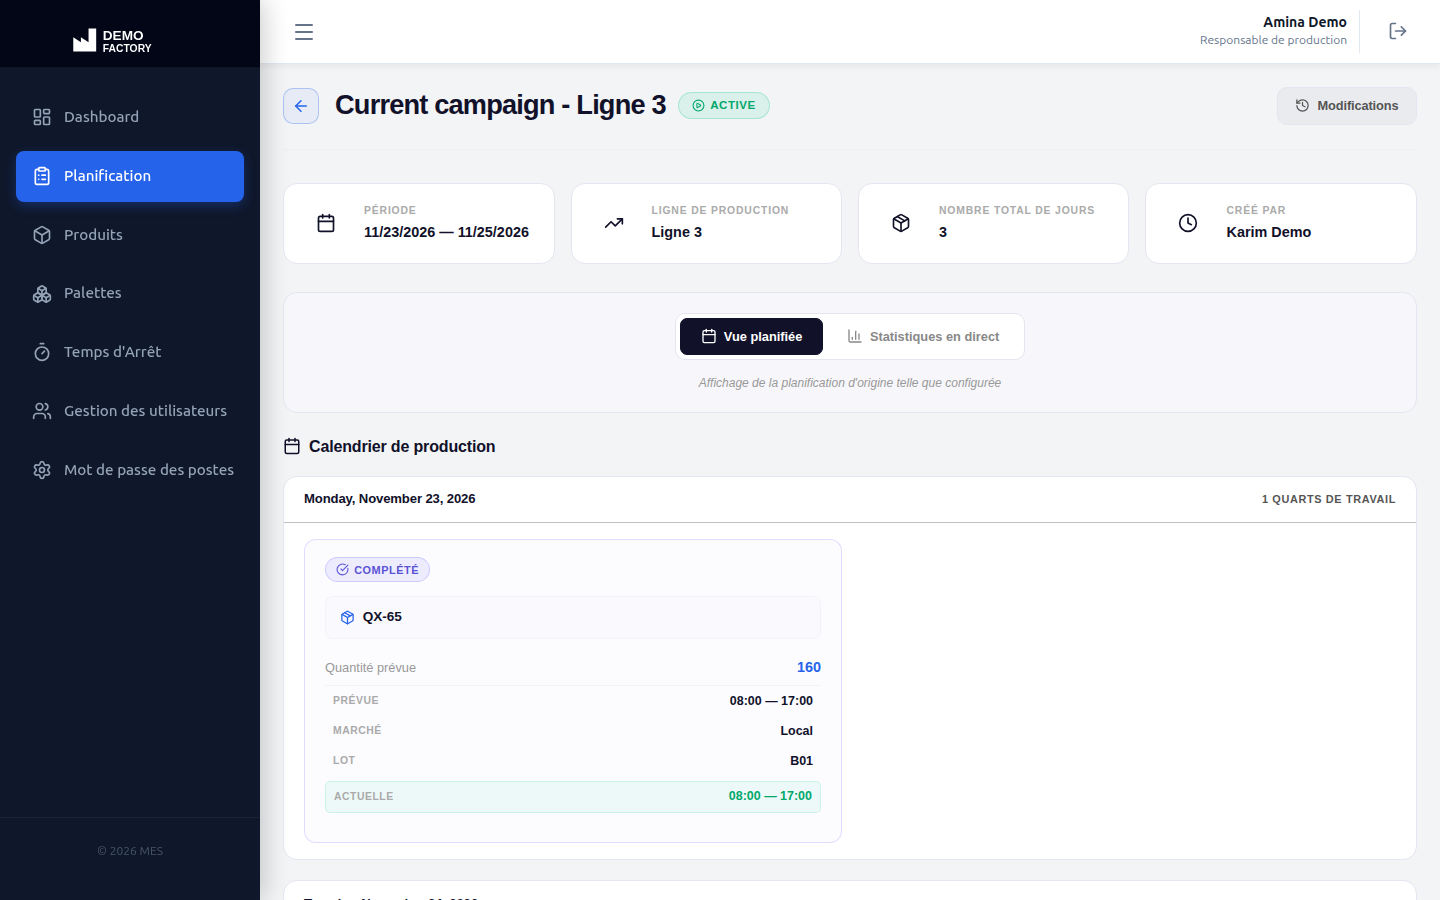 DEMO
FACTORY
Dashboard
Planification
Produits
Palettes
Temps d'Arrêt
Gestion des utilisateurs
Mot de passe des postes
© 2026 MES
Amina Demo
Responsable de production
Current campaign - Ligne 3
ACTIVE
Modifications
PÉRIODE
11/23/2026 — 11/25/2026
LIGNE DE PRODUCTION
Ligne 3
NOMBRE TOTAL DE JOURS
3
CRÉÉ PAR
Karim Demo
Vue planifiée
Statistiques en direct
Affichage de la planification d'origine telle que configurée
Calendrier de production
Monday, November 23, 2026
1 QUARTS DE TRAVAIL
COMPLÉTÉ
QX-65
Quantité prévue
160
PRÉVUE
08:00 — 17:00
MARCHÉ
Local
LOT
B01
ACTUELLE
08:00 — 17:00